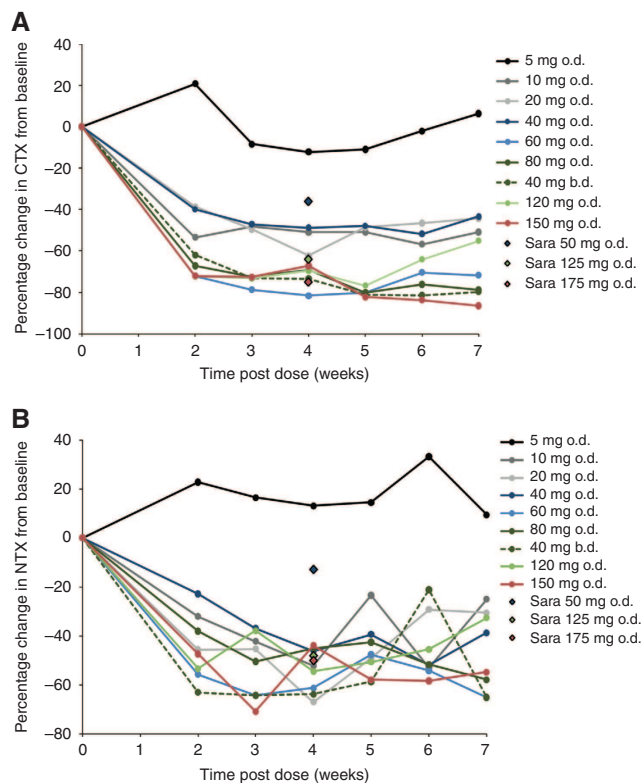 A
Percentage change in CTX from baseline
40
20
0
–20
–40
–60
–80
–100
0
1
2
3
4
5
6
7
Time post dose (weeks)
5 mg o.d.
10 mg o.d.
20 mg o.d.
40 mg o.d.
60 mg o.d.
80 mg o.d.
40 mg b.d.
120 mg o.d.
150 mg o.d.
Sara 50 mg o.d.
Sara 125 mg o.d.
Sara 175 mg o.d.
B
Percentage change in NTX from baseline
40
20
0
–20
–40
–60
–80
0
1
2
3
4
5
6
7
Time post dose (weeks)
5 mg o.d.
10 mg o.d.
20 mg o.d.
40 mg o.d.
60 mg o.d.
80 mg o.d.
40 mg b.d.
120 mg o.d.
150 mg o.d.
Sara 50 mg o.d.
Sara 125 mg o.d.
Sara 175 mg o.d.